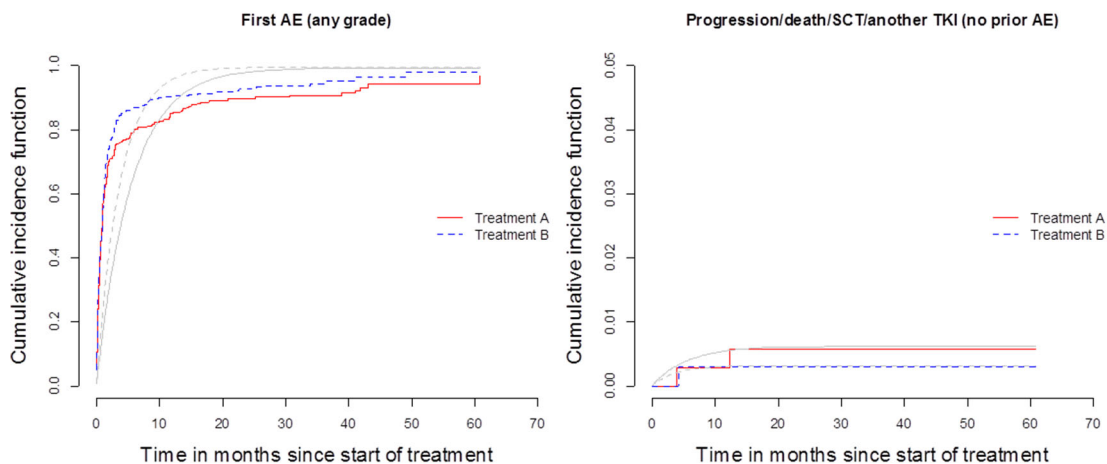 First AE (any grade)
Cumulative incidence function
1.0
0.8
0.6
0.4
0.2
0.0
Treatment A
Treatment B
0 10 20 30 40 50 60 70
Time in months since start of treatment
Progression/death/SCT/another TKI (no prior AE)
Cumulative incidence function
0.05
0.04
0.03
0.02
0.01
0.00
Treatment A
Treatment B
0 10 20 30 40 50 60 70
Time in months since start of treatment